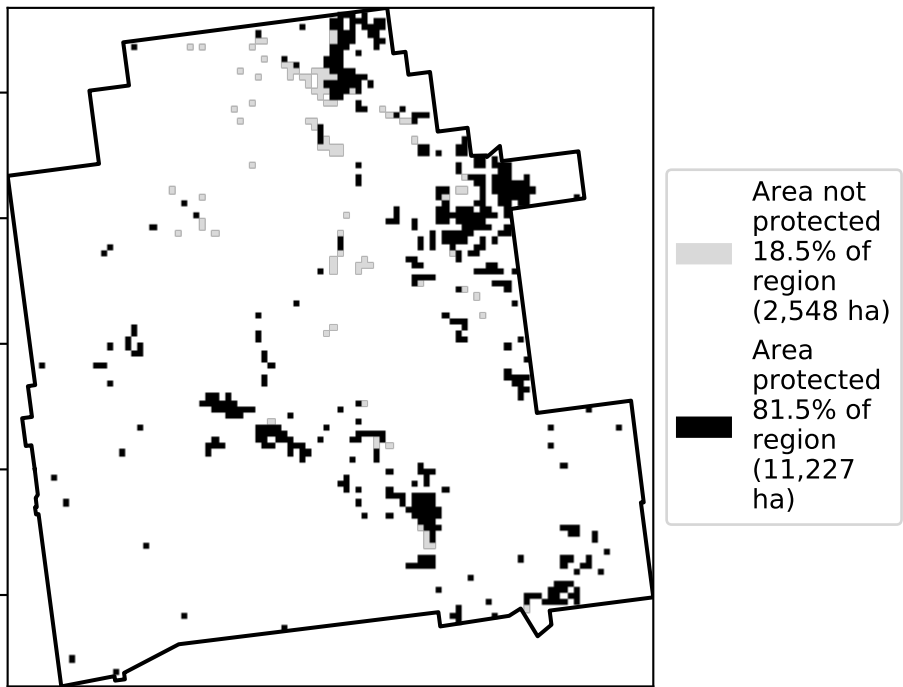 Area not
protected
18.5% of
region
(2,548 ha)
Area
protected
81.5% of
region
(11,227
ha)